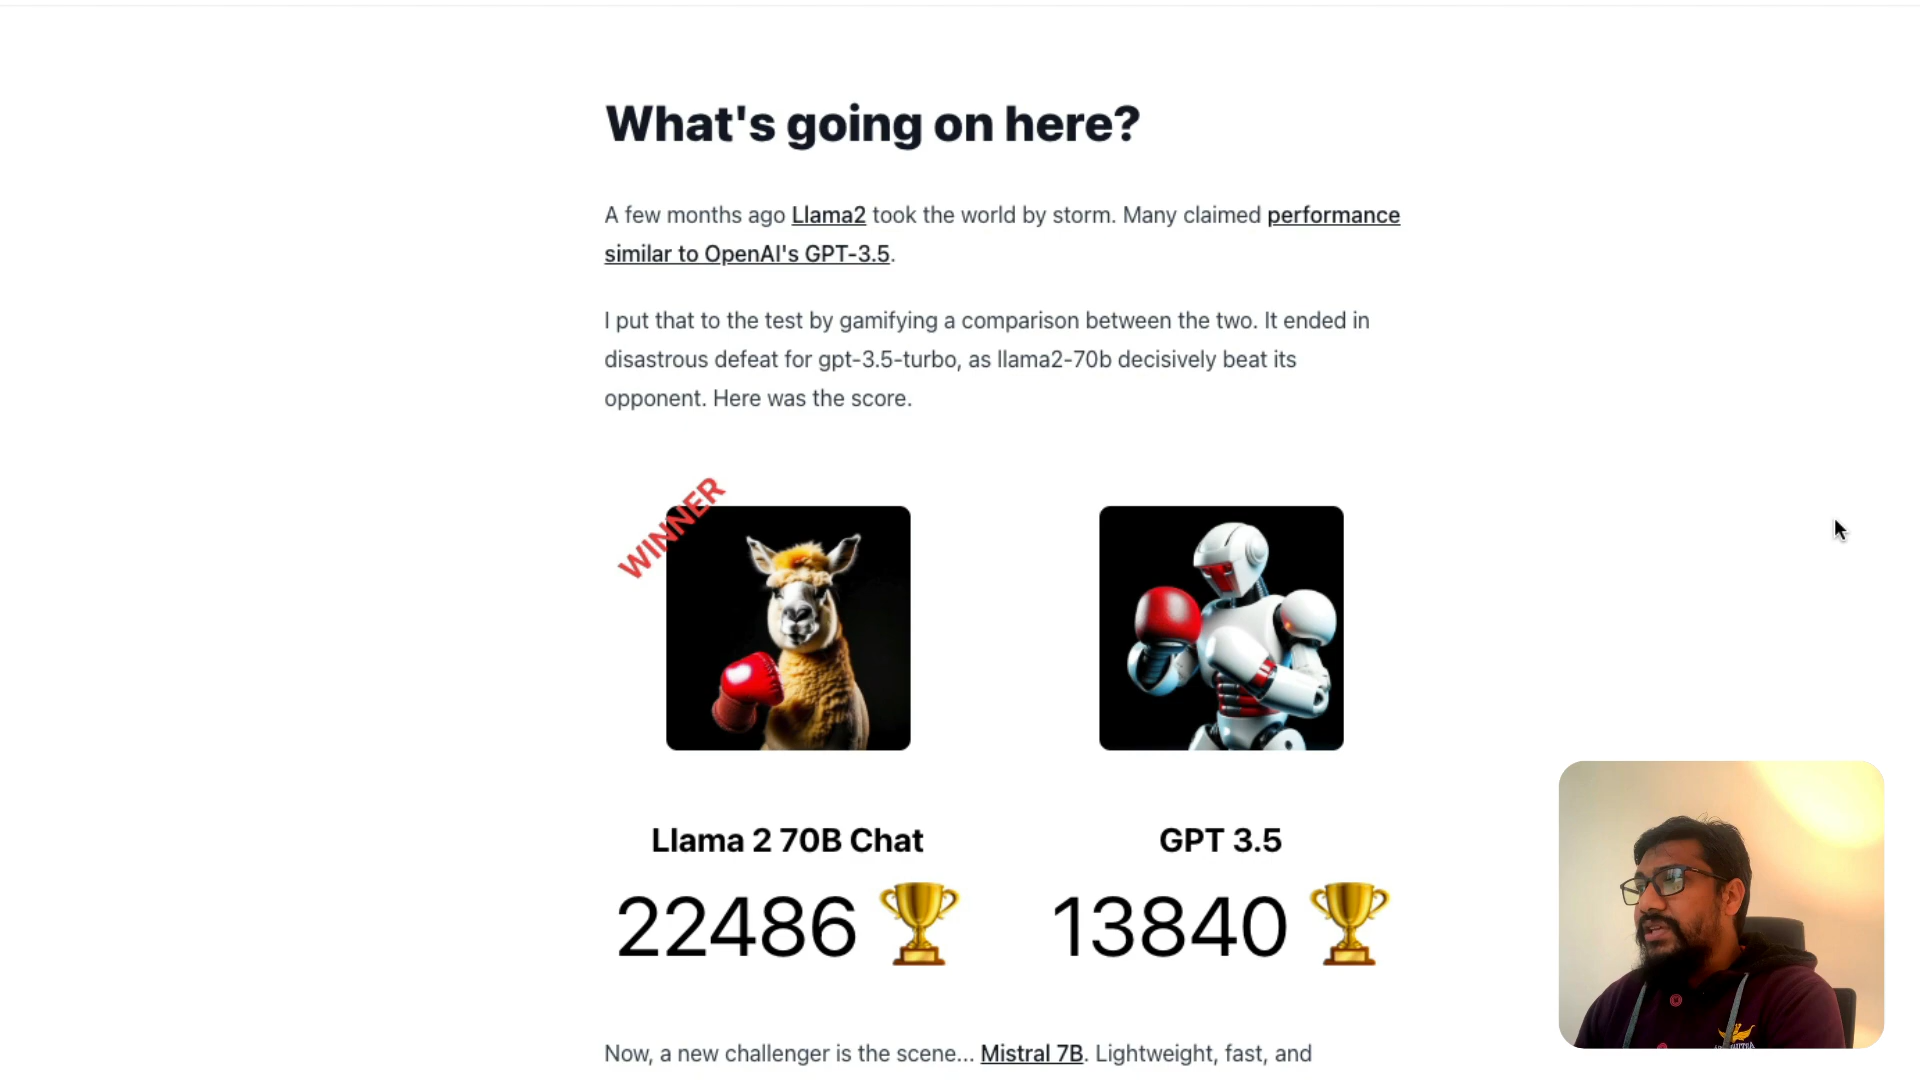 What's going on here?
A few months ago Llama2 took the world by storm. Many claimed performance
similar to OpenAI's GPT-3.5.
I put that to the test by gamifying a comparison between the two. It ended in
disastrous defeat for gpt-3.5-turbo, as llama2-70b decisively beat its
opponent. Here was the score.
WINNER
Llama 2 70B Chat
GPT 3.5
22486
13840
Now, a new challenger is the scene... Mistral 7B. Lightweight, fast, and